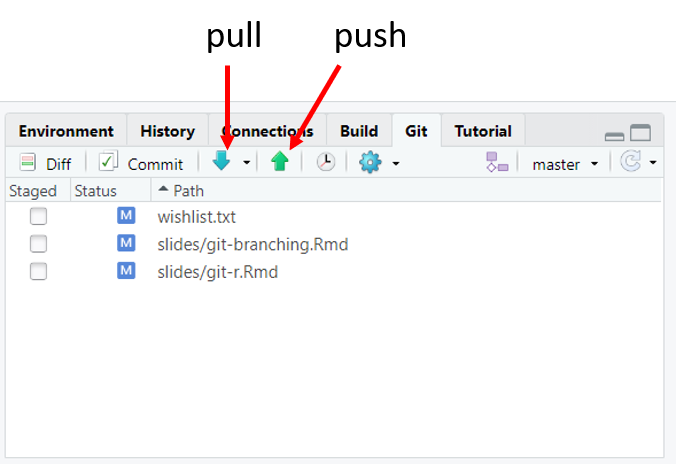 pull push
Environment History Connections Build Git Tutorial
Diff Commit master
Staged Status Path
M wishlist.txt
M slides/git-branching.Rmd
M slides/git-r.Rmd